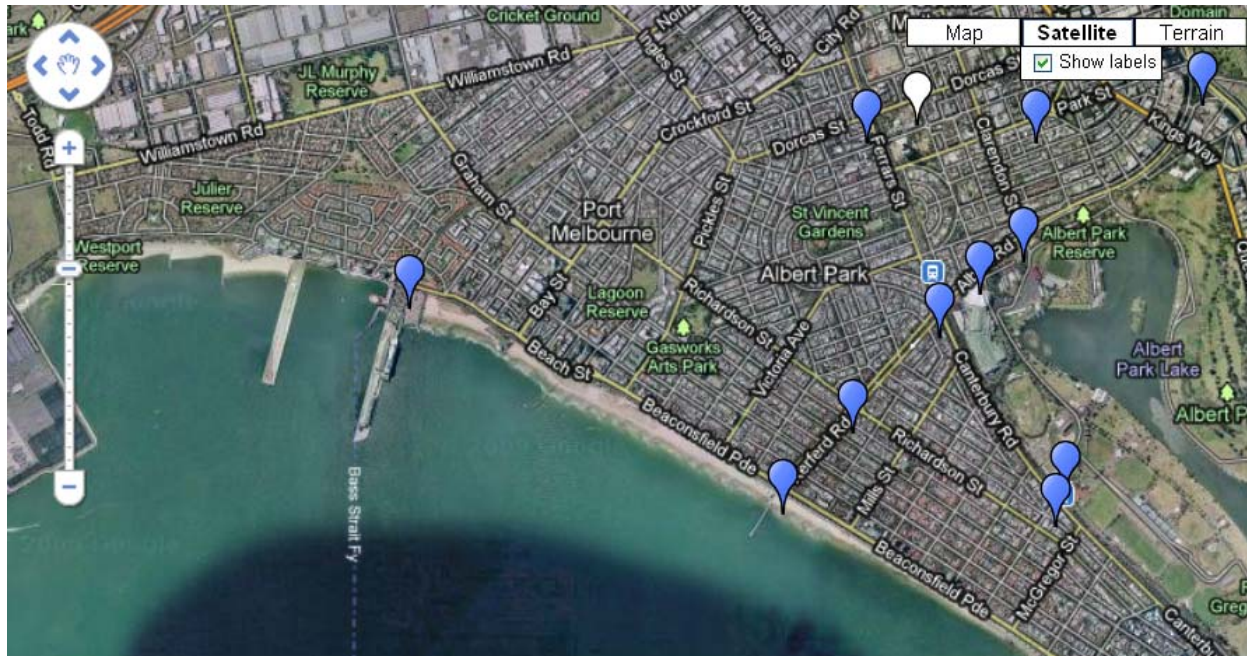 Cricket Ground
City Rd
Domain
Map
Satellite
Terrain
Show labels
Ingles St
JL Murphy
Reserve
Williamstown Rd
Dorcas St
Park St
Todd Rd
Crockford St
Williamstown Rd
Dorcas St
Ferrars St
Clarendon St
Kings Way
Graham St
Pickles St
Julier
Reserve
Port
Melbourne
St Vincent
Gardens
Albert Park
Reserve
Westport
Reserve
Albert Park
Bay St
Lagoon
Reserve
Richardson St
Victoria Ave
Gasworks
Arts Park
Beach St
Canterbury Rd
Albert
Park Lake
Beaconsfield Pde
Kerferd Rd
Richardson St
Mills St
Bass Strait Fy
Beaconsfield Pde
McGregor St